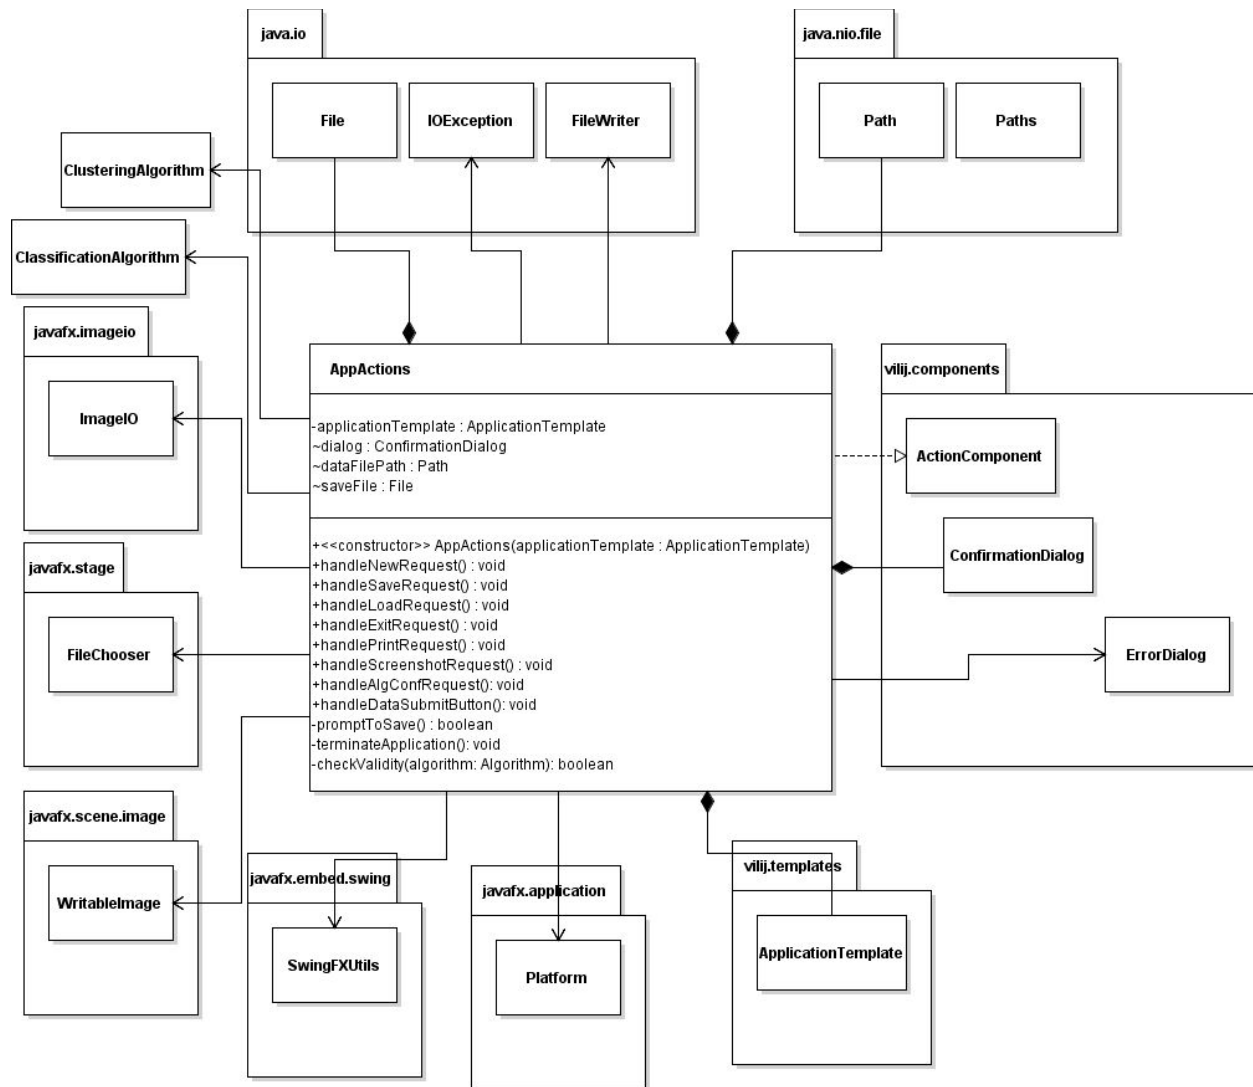 java.io
java.nio.file
File
IOException
FileWriter
Path
Paths
ClusteringAlgorithm
ClassificationAlgorithm
javafx.imageio
ImageIO
AppActions
-applicationTemplate : ApplicationTemplate
~dialog : ConfirmationDialog
~dataFilePath : Path
~saveFile : File
vilij.components
ActionComponent
ConfirmationDialog
ErrorDialog
+<<constructor>> AppActions(applicationTemplate : ApplicationTemplate)
+handleNewRequest() : void
+handleSaveRequest() : void
+handleLoadRequest() : void
+handleExitRequest() : void
+handlePrintRequest() : void
+handleScreenshotRequest() : void
+handleAlgConfRequest(): void
+handleDataSubmitButton(): void
-promptToSave() : boolean
-terminateApplication(): void
-checkValidity(algorithm: Algorithm): boolean
javafx.stage
FileChooser
javafx.scene.image
WritableImage
javafx.embed.swing
SwingFXUtils
javafx.application
Platform
vilij.templates
ApplicationTemplate